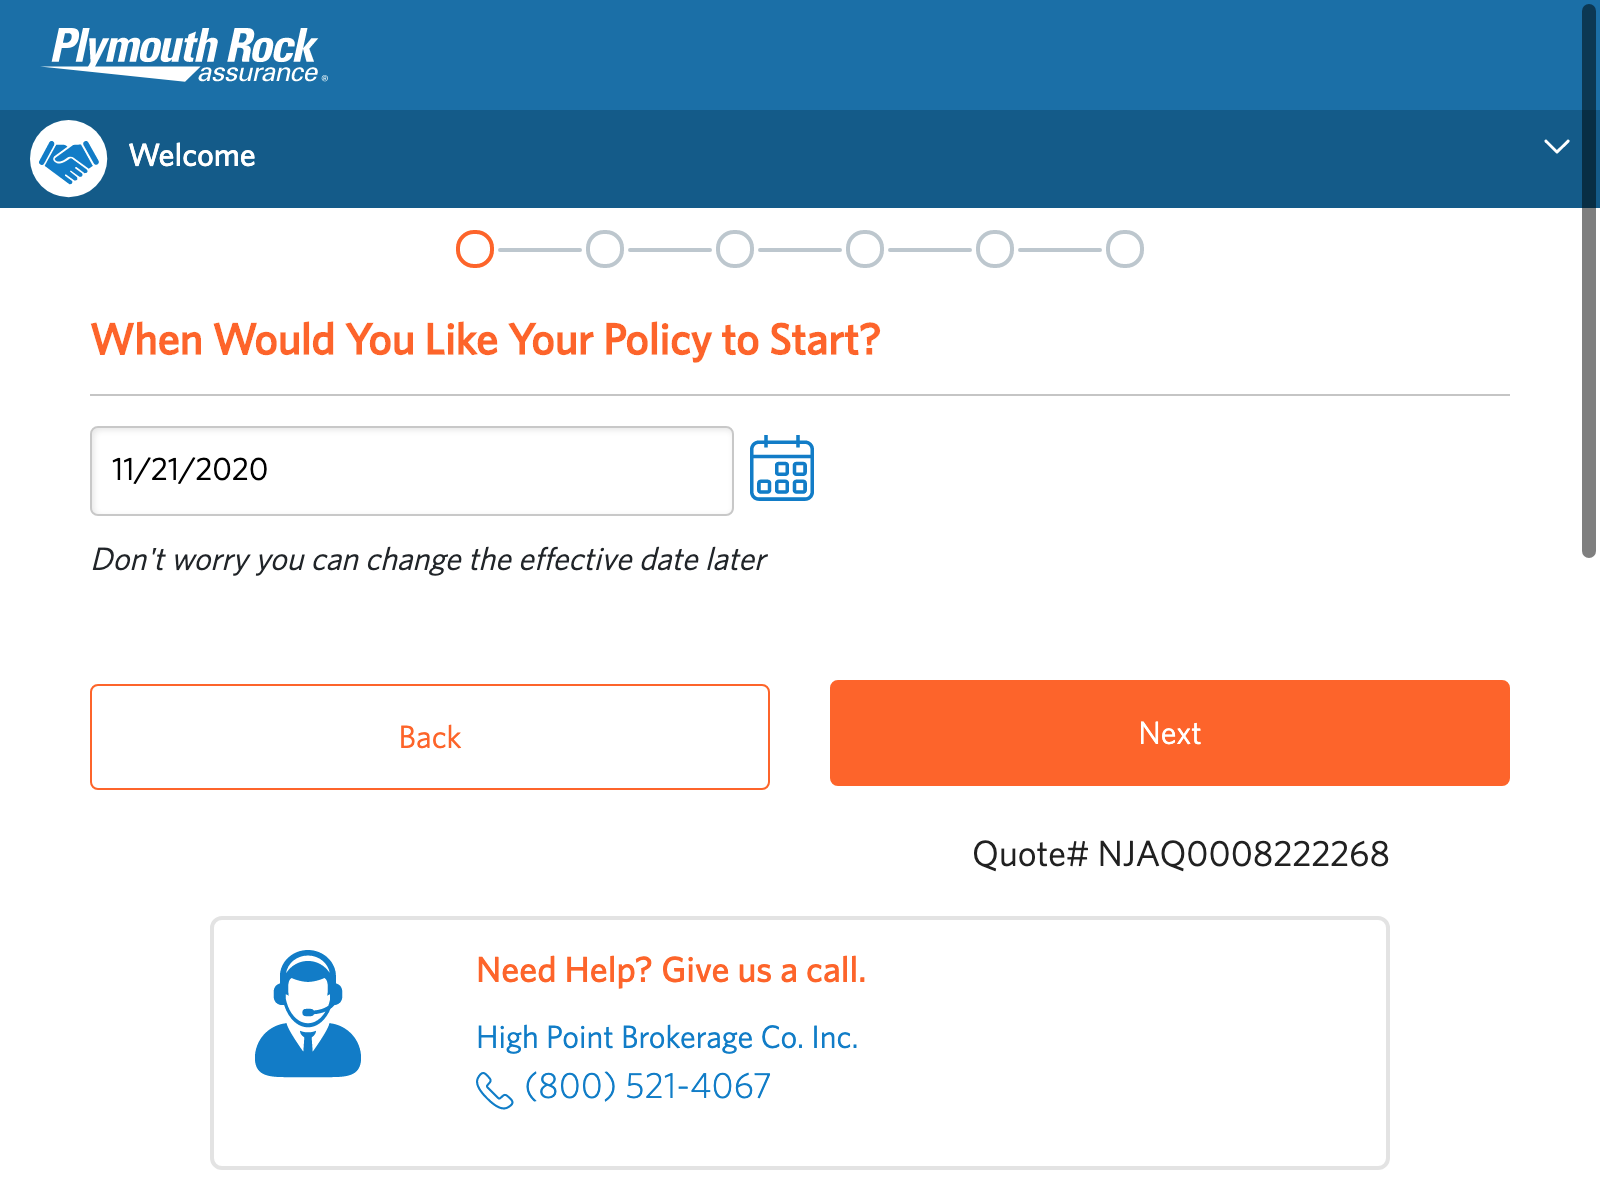 Plymouth Rock
assurance®
Welcome
When Would You Like Your Policy to Start?
11/21/2020
Don't worry you can change the effective date later
Back
Next
Quote# NJAQ0008222268
Need Help? Give us a call.
High Point Brokerage Co. Inc.
(800) 521-4067